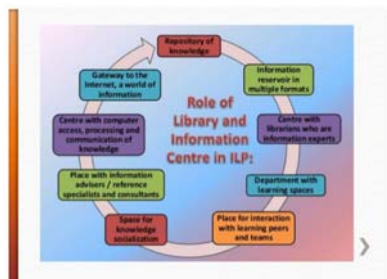 Repository of
knowledge
Information
reservoir in
multiple formats
Centre with
librarians who are
information experts
Department with
learning spaces
Place for interaction
with learning peers
and teams
Space for
knowledge
socialization
Place with information
advisers / reference
specialists and consultants
Centre with computer
access, processing and
communication of
knowledge
Gateway to the
Internet, a world of
information
Role of
Library and
Information
Centre in ILP: